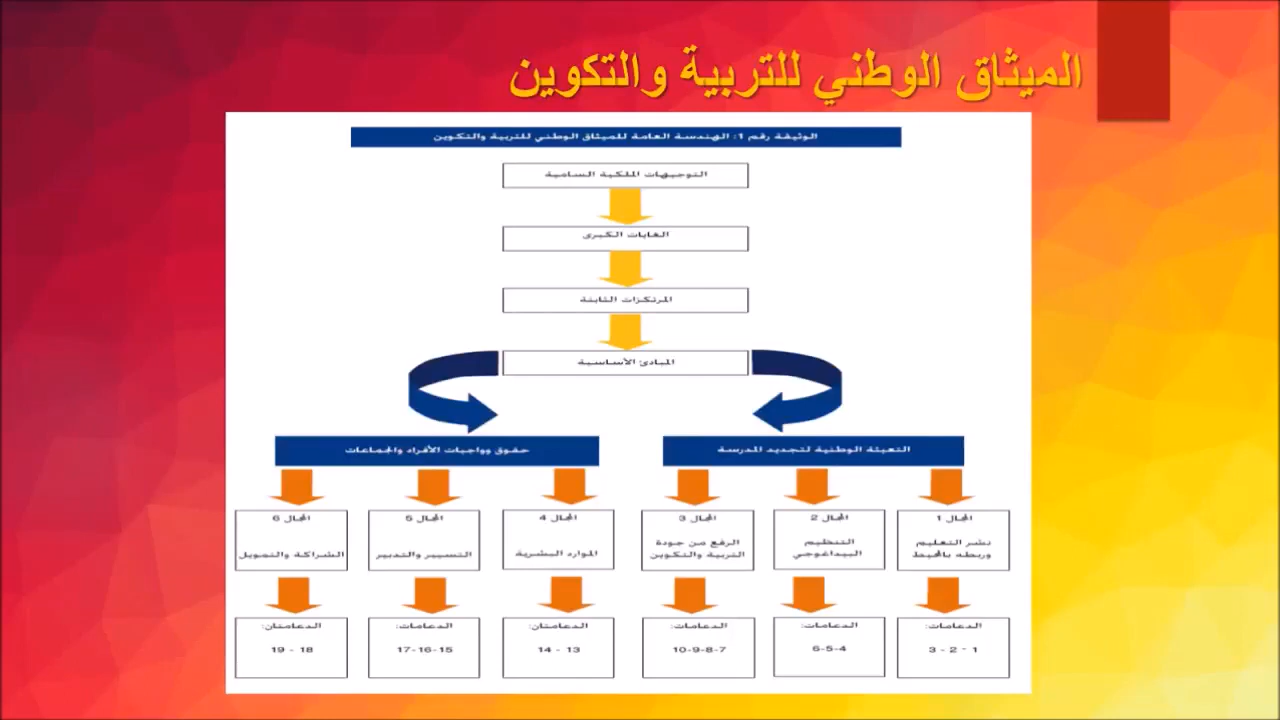 الميثاق الوطني للتربية والتكوين
الوثيقة رقم 1: الهندسة العامة للميثاق الوطني للتربية والتكوين
التوجيهات الملكية السامية
الغايات الكبرى
المرتكزات الثابتة
المبادئ الأساسية
التعبئة الوطنية لتجديد المدرسة
حقوق وواجبات الأفراد والجماعات
المجال 1
نشر التعليم
وربطه بالمحيط
المجال 2
التنظيم
البيداغوجي
المجال 3
الرفع من جودة
التربية والتكوين
المجال 4
الموارد البشرية
المجال 5
التسيير والتدبير
المجال 6
الشراكة والتمويل
الدعامات:
1 - 2 - 3
الدعامات:
4-5-6
الدعامات:
7-8-9-10
الدعامتان:
13 - 14
الدعامات:
15-16-17
الدعامتان:
18 - 19